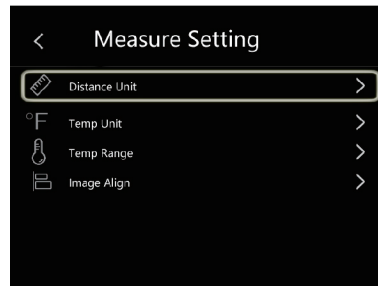 Measure Setting
Distance Unit
°F Temp Unit
Temp Range
Image Align